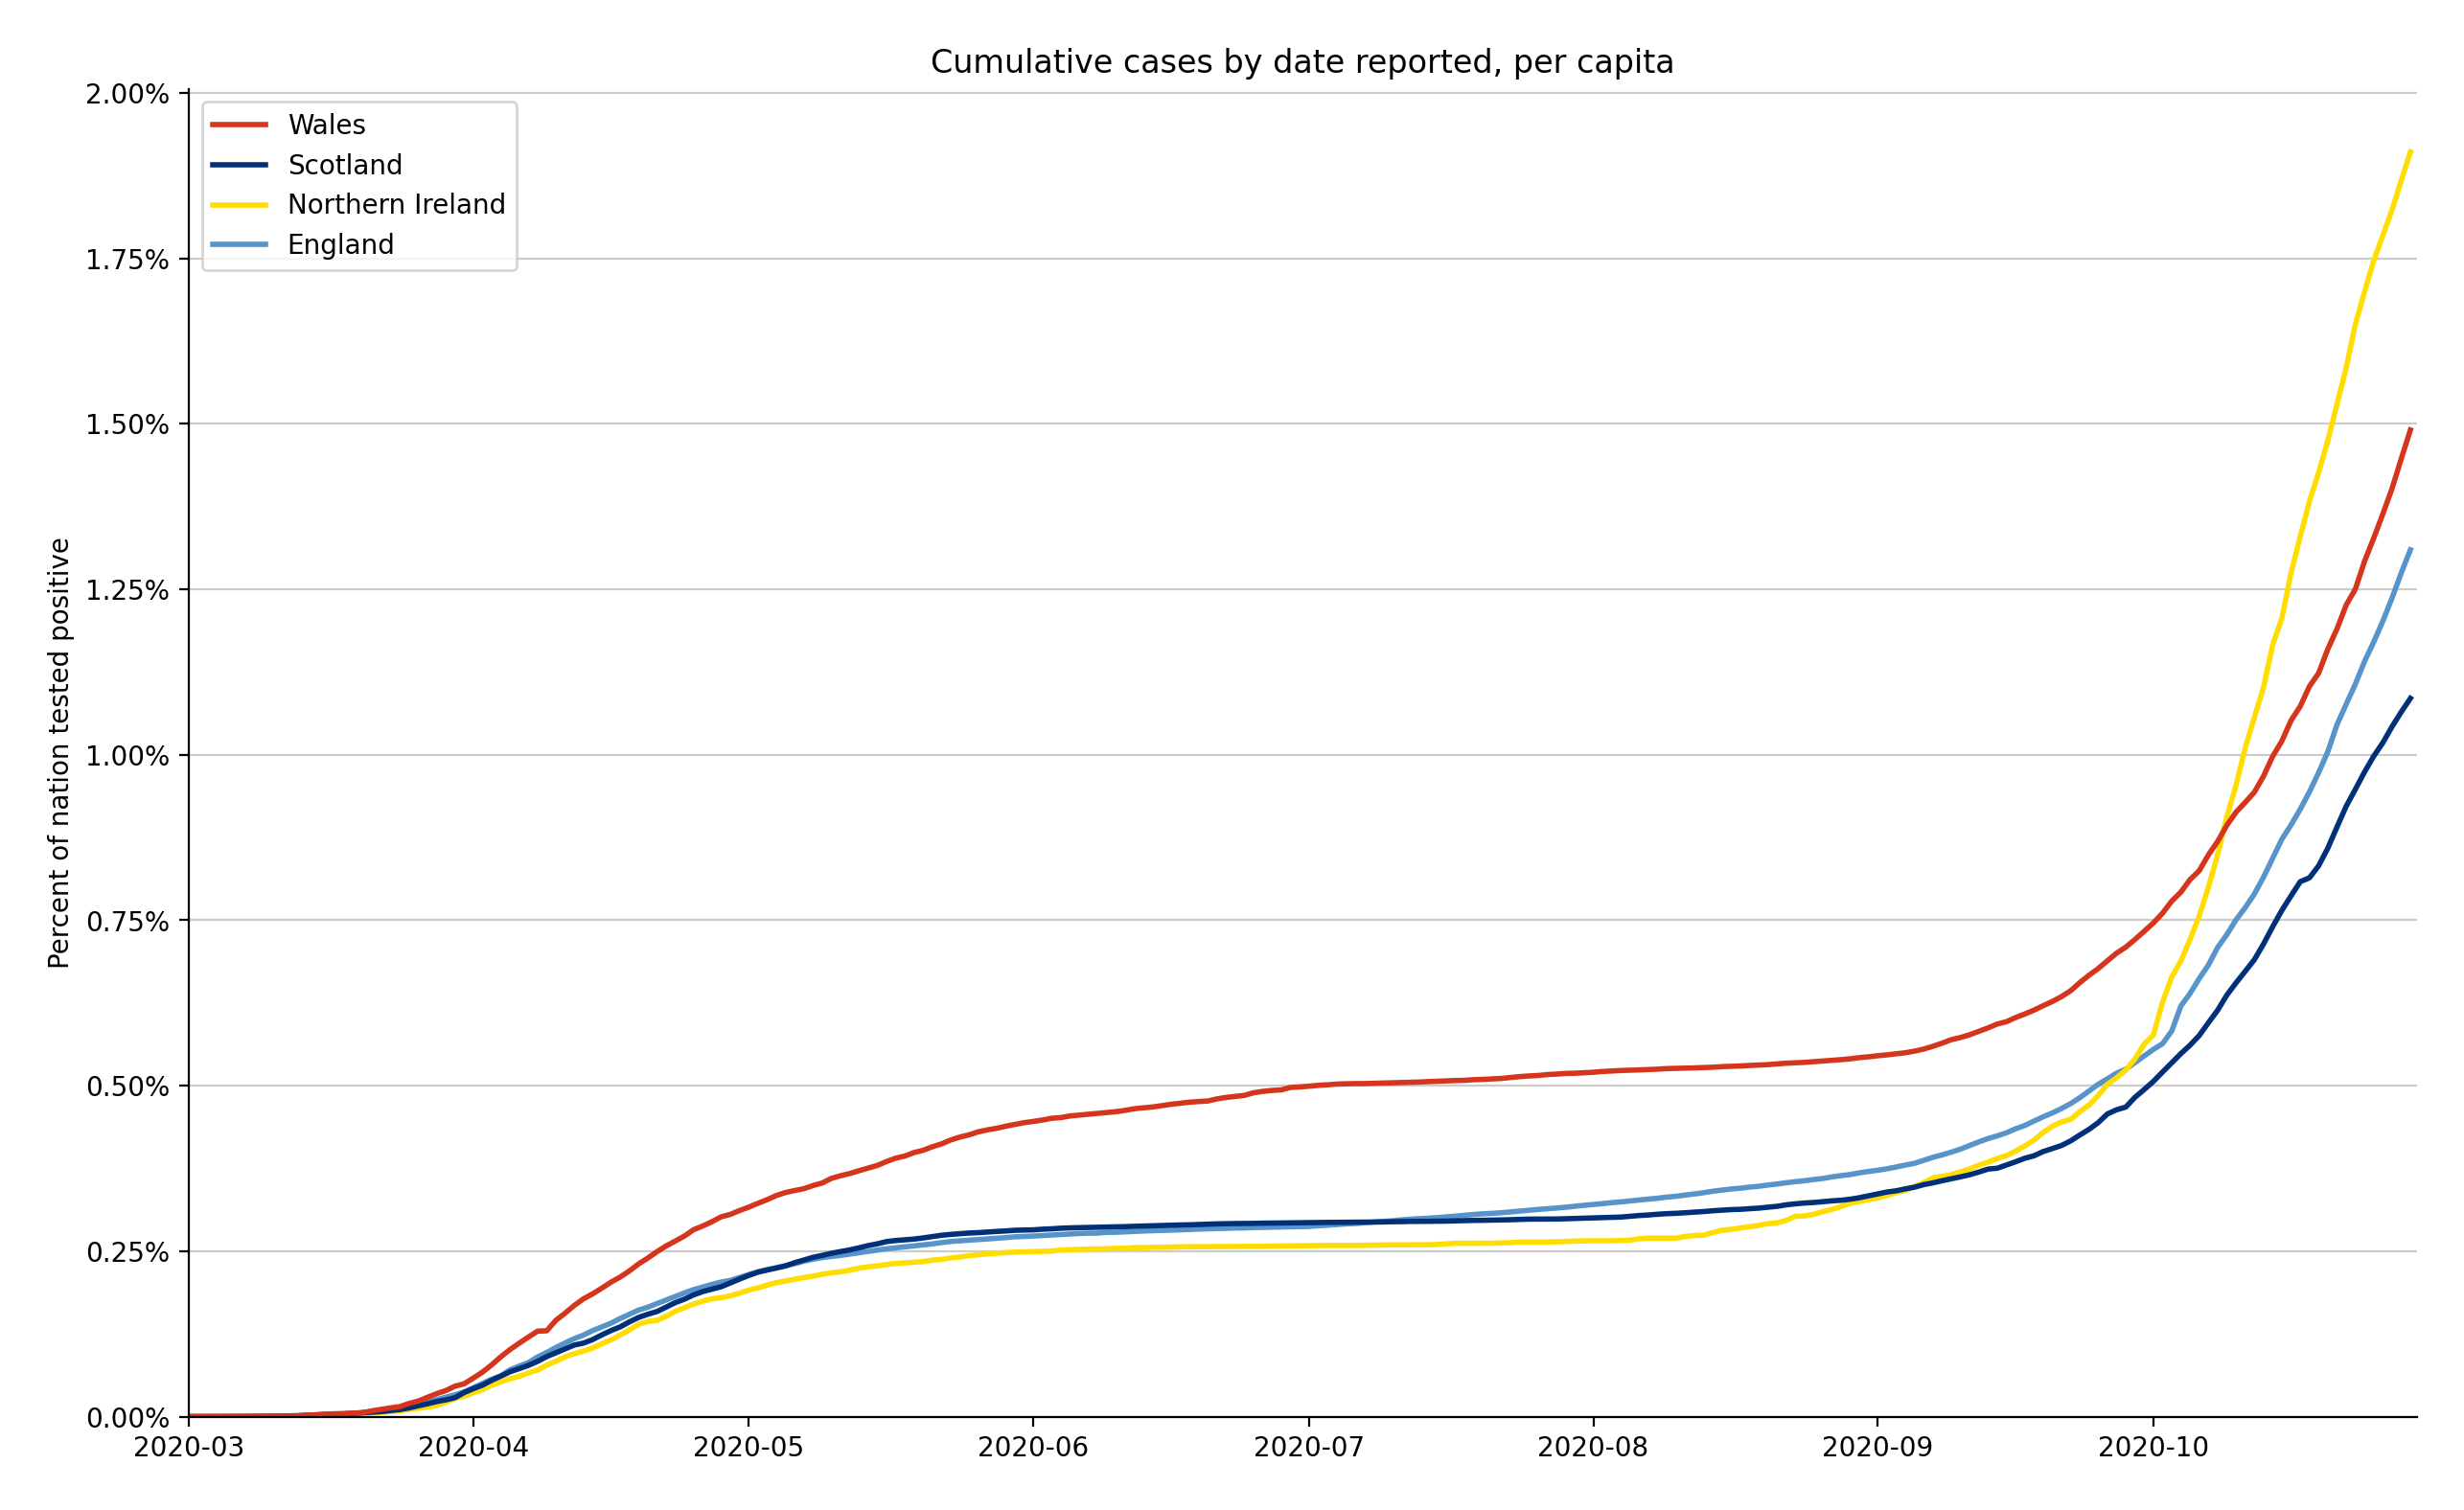 Cumulative cases by date reported, per capita
2.00%
1.75%
1.50%
1.25%
1.00%
0.75%
0.50%
0.25%
0.00%
Percent of nation tested positive
Wales
Scotland
Northern Ireland
England
2020-03 2020-04 2020-05 2020-06 2020-07 2020-08 2020-09 2020-10